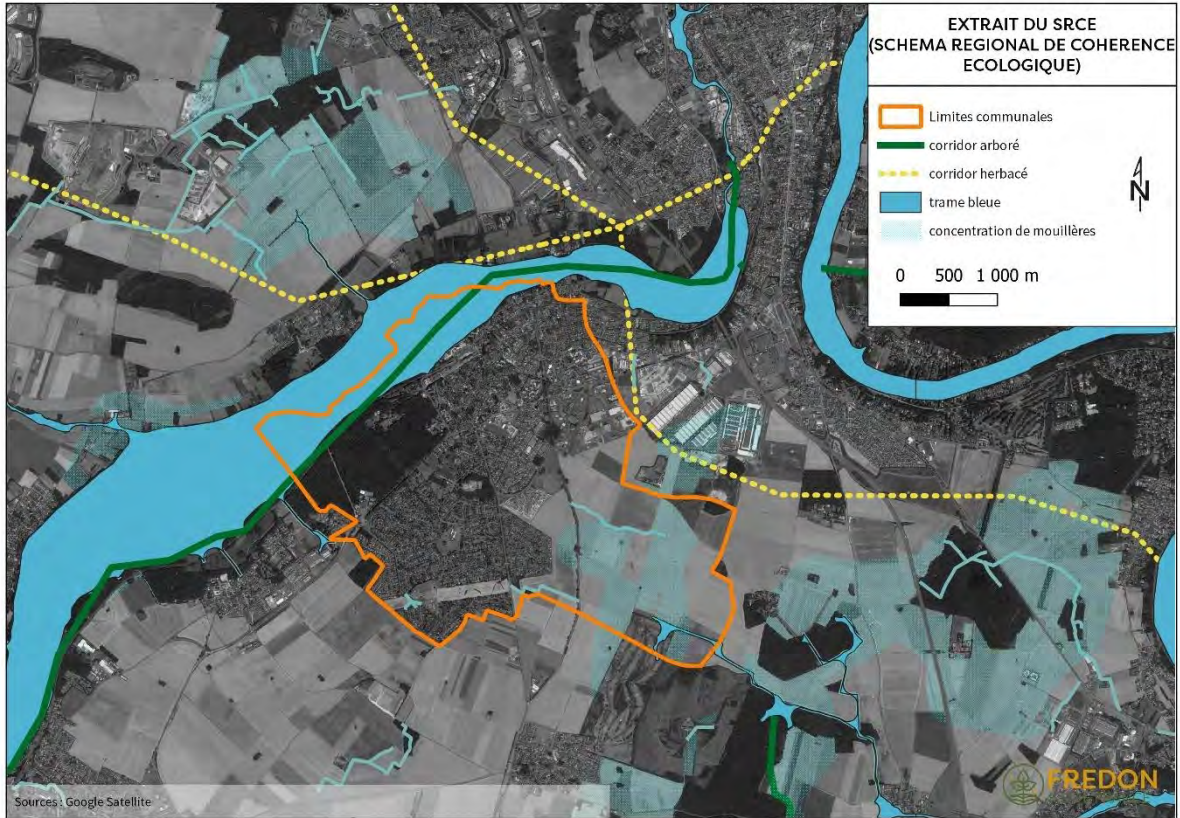 EXTRAIT DU SRCE
(SCHEMA REGIONAL DE COHERENCE
ECOLOGIQUE)
Limites communales
corridor arboré
corridor herbacé
trame bleue
concentration de mouillères
N
0 500 1 000 m
FREDON
Sources : Google Satellite